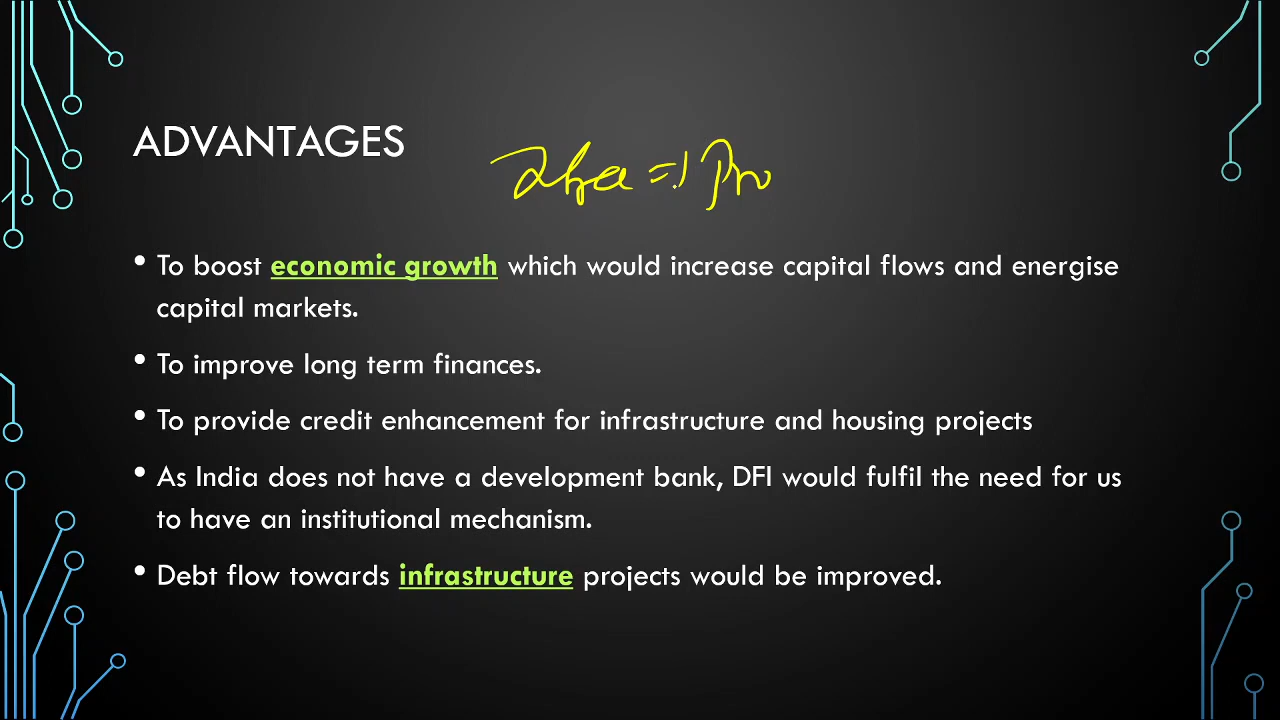 ADVANTAGES
• To boost economic growth which would increase capital flows and energise
capital markets.
• To improve long term finances.
• To provide credit enhancement for infrastructure and housing projects
• As India does not have a development bank, DFI would fulfil the need for us
to have an institutional mechanism.
• Debt flow towards infrastructure projects would be improved.